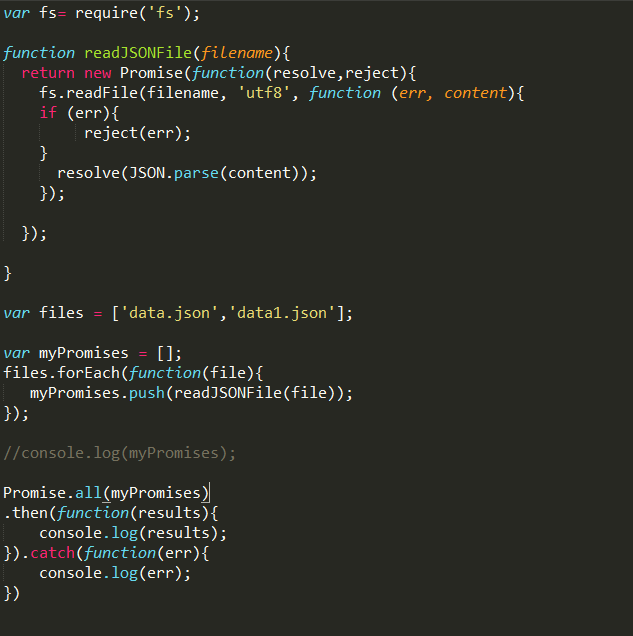 var fs= require('fs');
function readJSONFile(filename){
return new Promise(function(resolve,reject){
fs.readFile(filename, 'utf8', function (err, content){
if (err){
reject(err);
}
resolve(JSON.parse(content));
});
});
}
var files = ['data.json','data1.json'];
var myPromises = [];
files.forEach(function(file){
myPromises.push(readJSONFile(file));
});
//console.log(myPromises);
Promise.all(myPromises)
.then(function(results){
console.log(results);
}).catch(function(err){
console.log(err);
})